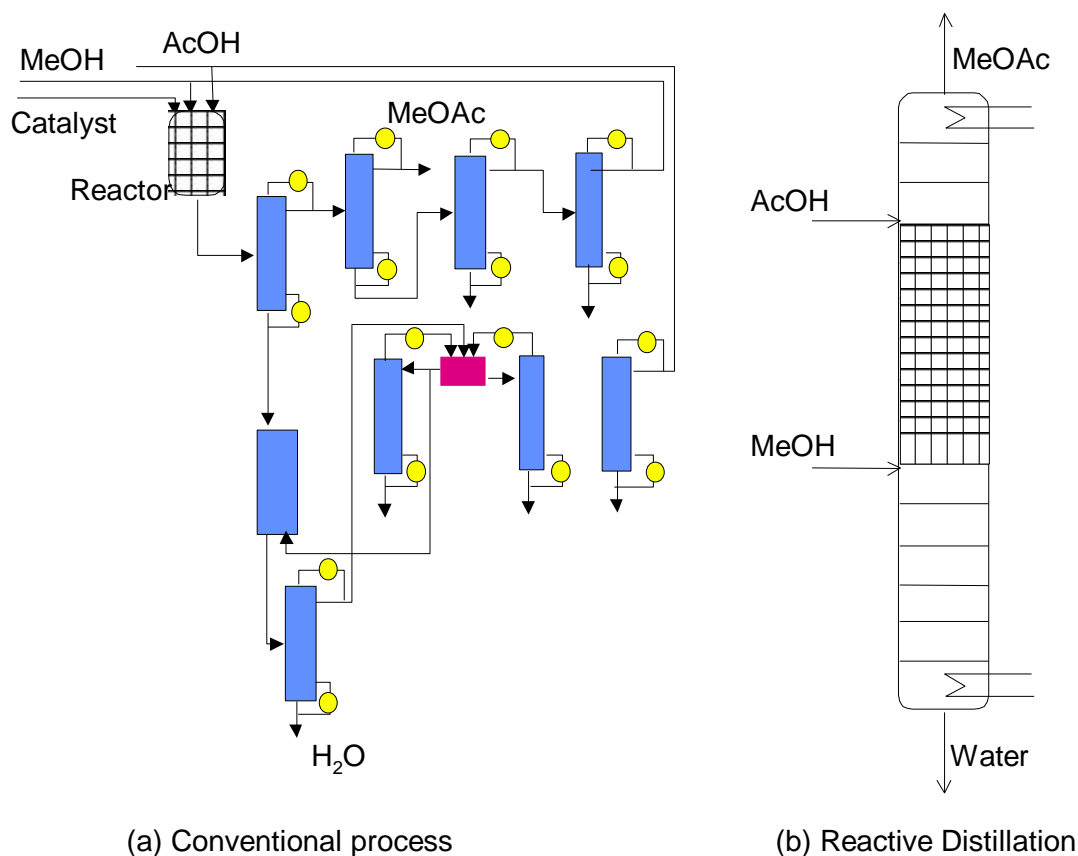 AcOH
MeOH
Catalyst
Reactor
MeOAc
H₂O
(a) Conventional process
MeOAc
AcOH
MeOH
Water
(b) Reactive Distillation